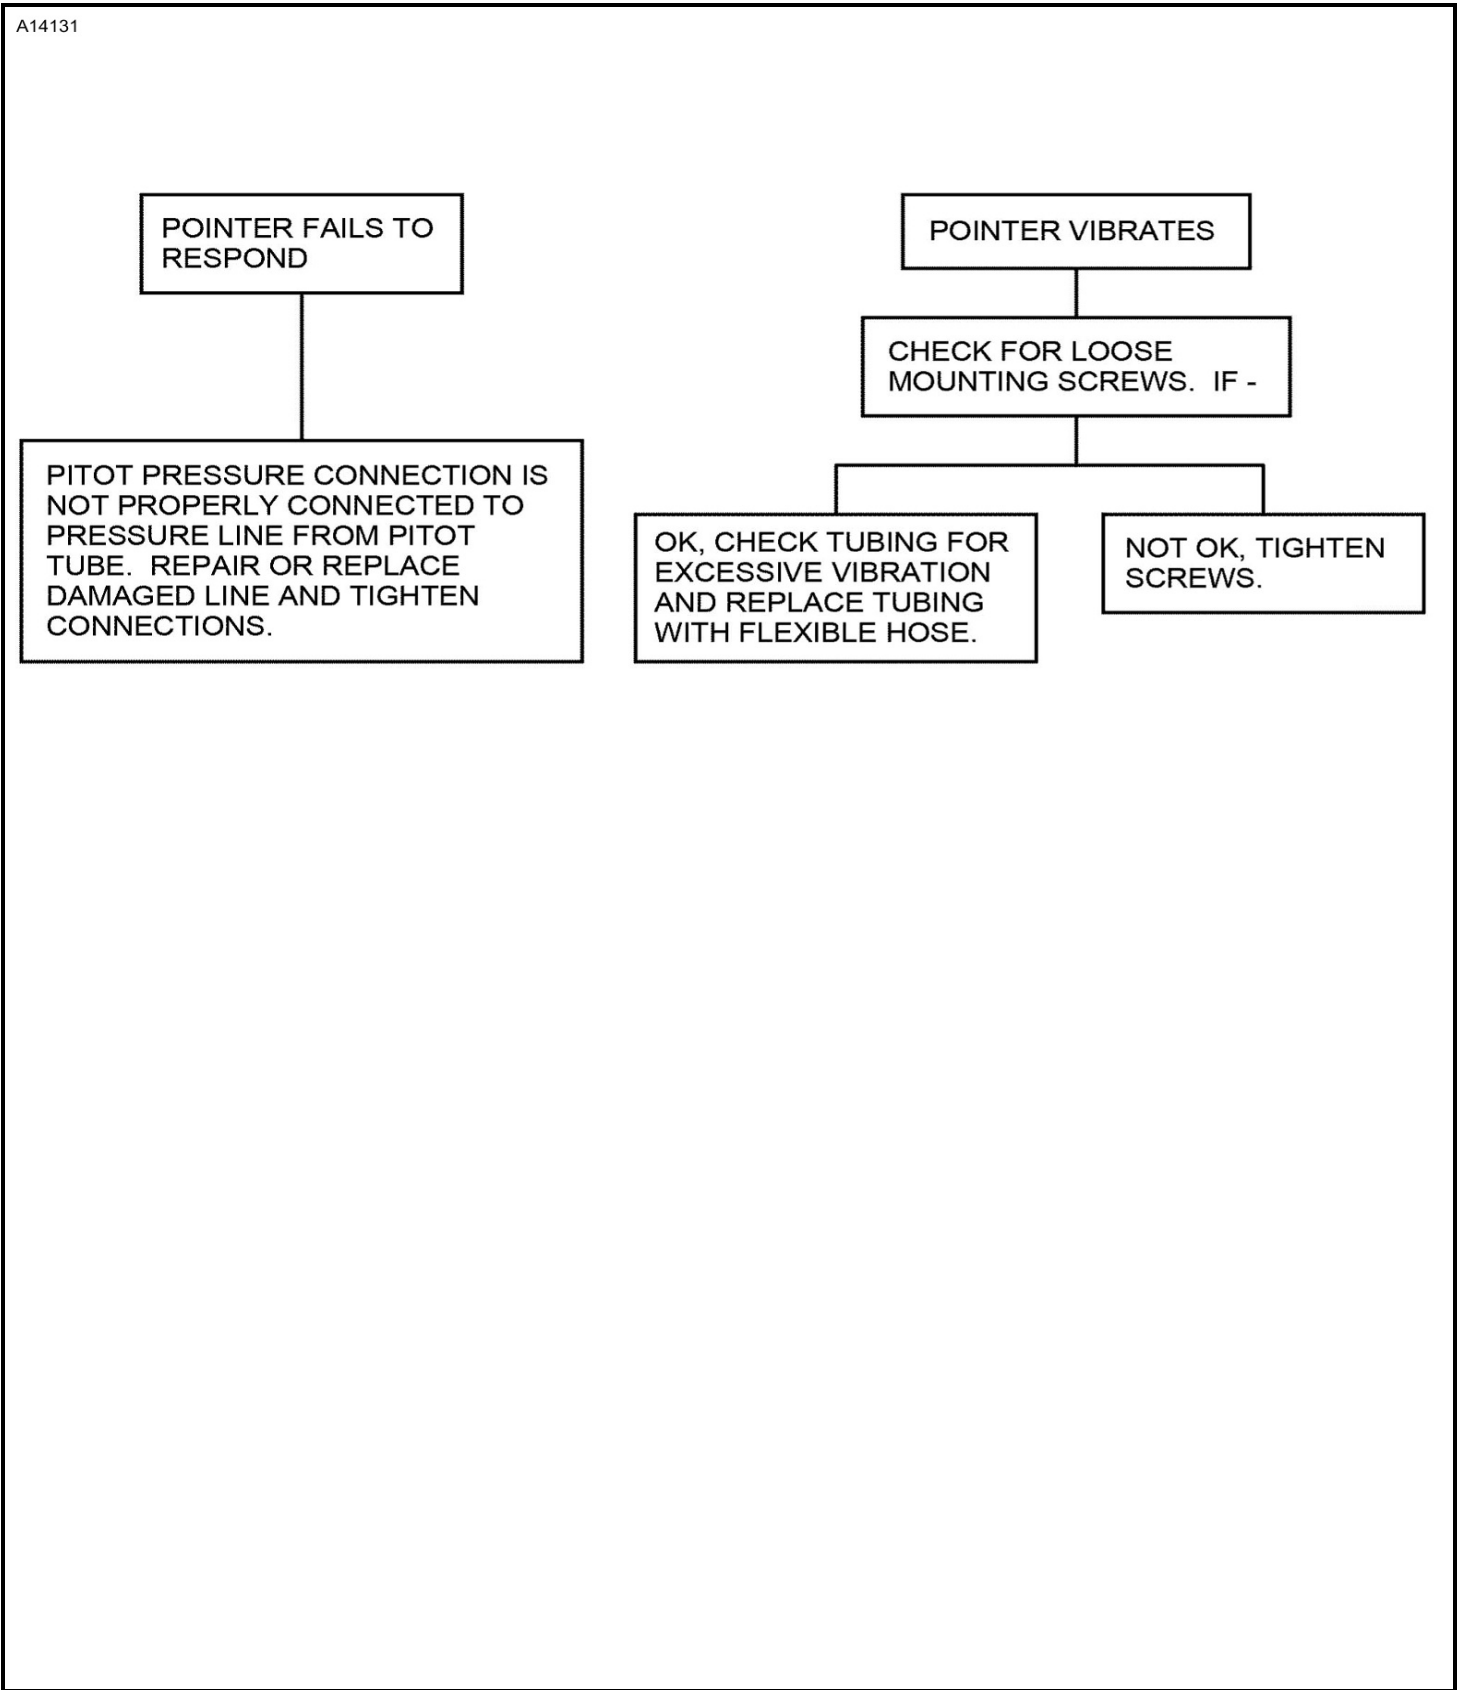 A14131
POINTER FAILS TO
RESPOND
PITOT PRESSURE CONNECTION IS
NOT PROPERLY CONNECTED TO
PRESSURE LINE FROM PITOT
TUBE.  REPAIR OR REPLACE
DAMAGED LINE AND TIGHTEN
CONNECTIONS.
POINTER VIBRATES
CHECK FOR LOOSE
MOUNTING SCREWS.  IF -
OK, CHECK TUBING FOR
EXCESSIVE VIBRATION
AND REPLACE TUBING
WITH FLEXIBLE HOSE.
NOT OK, TIGHTEN
SCREWS.